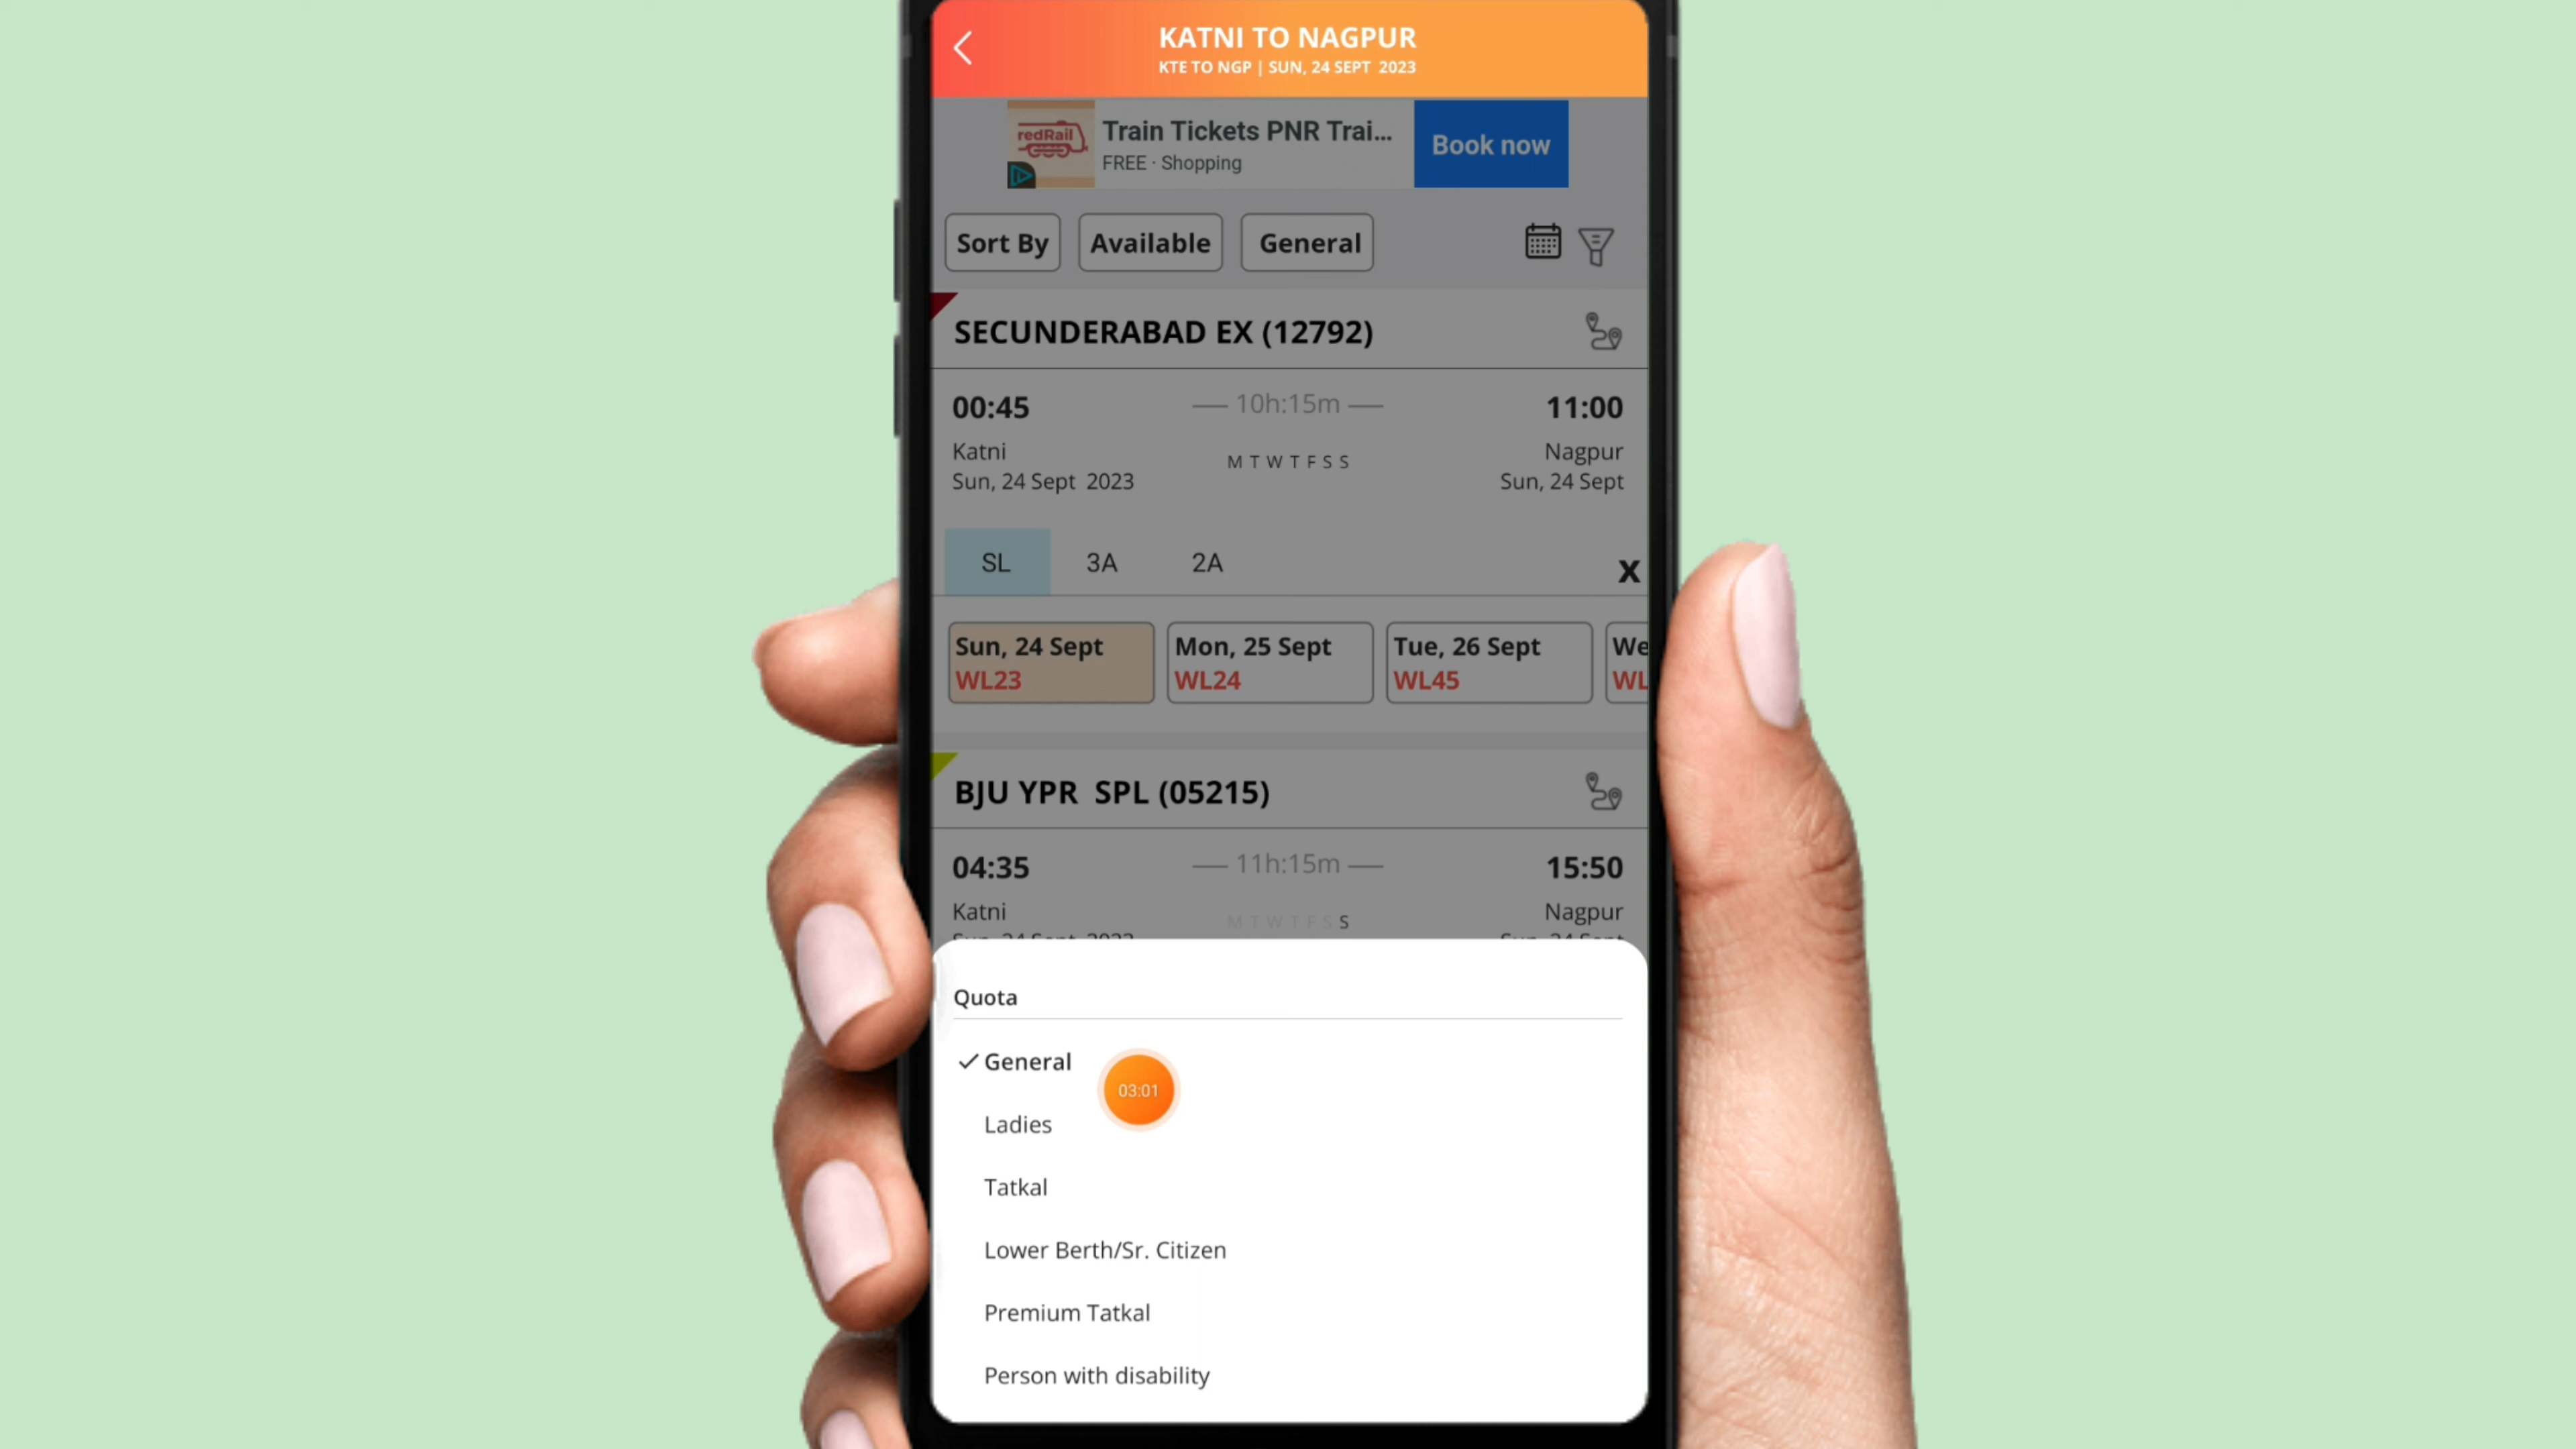 KATNI TO NAGPUR
KTE TO NGP | SUN, 24 SEPT 2023
redRail
Train Tickets PNR Trai...
FREE · Shopping
Book now
Sort By
Available
General
SECUNDERABAD EX (12792)
00:45
10h:15m
11:00
Katni
M T W T F S S
Nagpur
Sun, 24 Sept 2023
Sun, 24 Sept
SL
3A
2A
X
Sun, 24 Sept
WL23
Mon, 25 Sept
WL24
Tue, 26 Sept
WL45
We
WL
BJU YPR SPL (05215)
04:35
11h:15m
15:50
Katni
M T W T F S S
Nagpur
Sun, 24 Sept 2023
Sun, 24 Sept
Quota
General
03:01
Ladies
Tatkal
Lower Berth/Sr. Citizen
Premium Tatkal
Person with disability